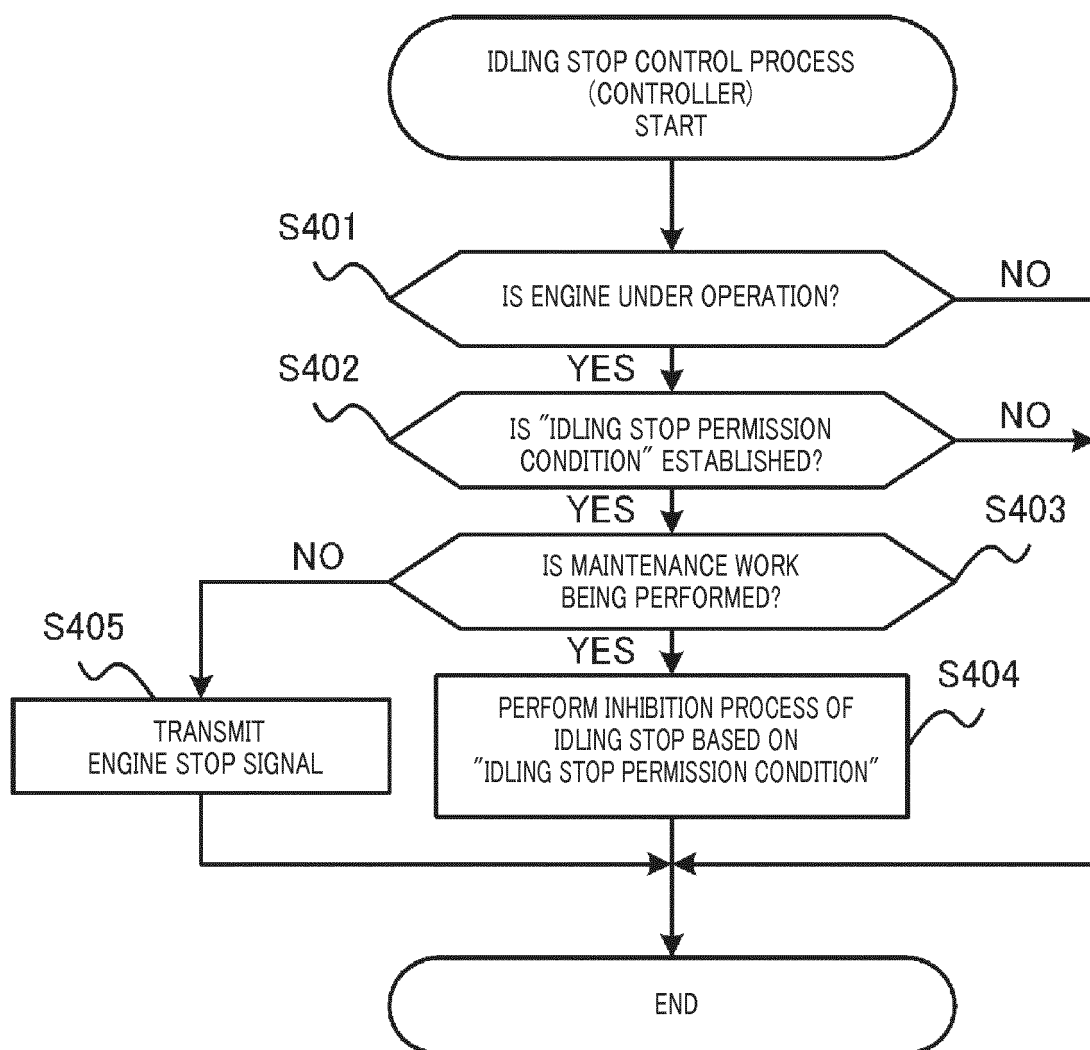 IDLING STOP CONTROL PROCESS
(CONTROLLER)
START
S401
IS ENGINE UNDER OPERATION?
NO
YES
S402
IS "IDLING STOP PERMISSION
CONDITION" ESTABLISHED?
NO
YES
S403
IS MAINTENANCE WORK
BEING PERFORMED?
NO
YES
S405
TRANSMIT
ENGINE STOP SIGNAL
S404
PERFORM INHIBITION PROCESS OF
IDLING STOP BASED ON
"IDLING STOP PERMISSION CONDITION"
END